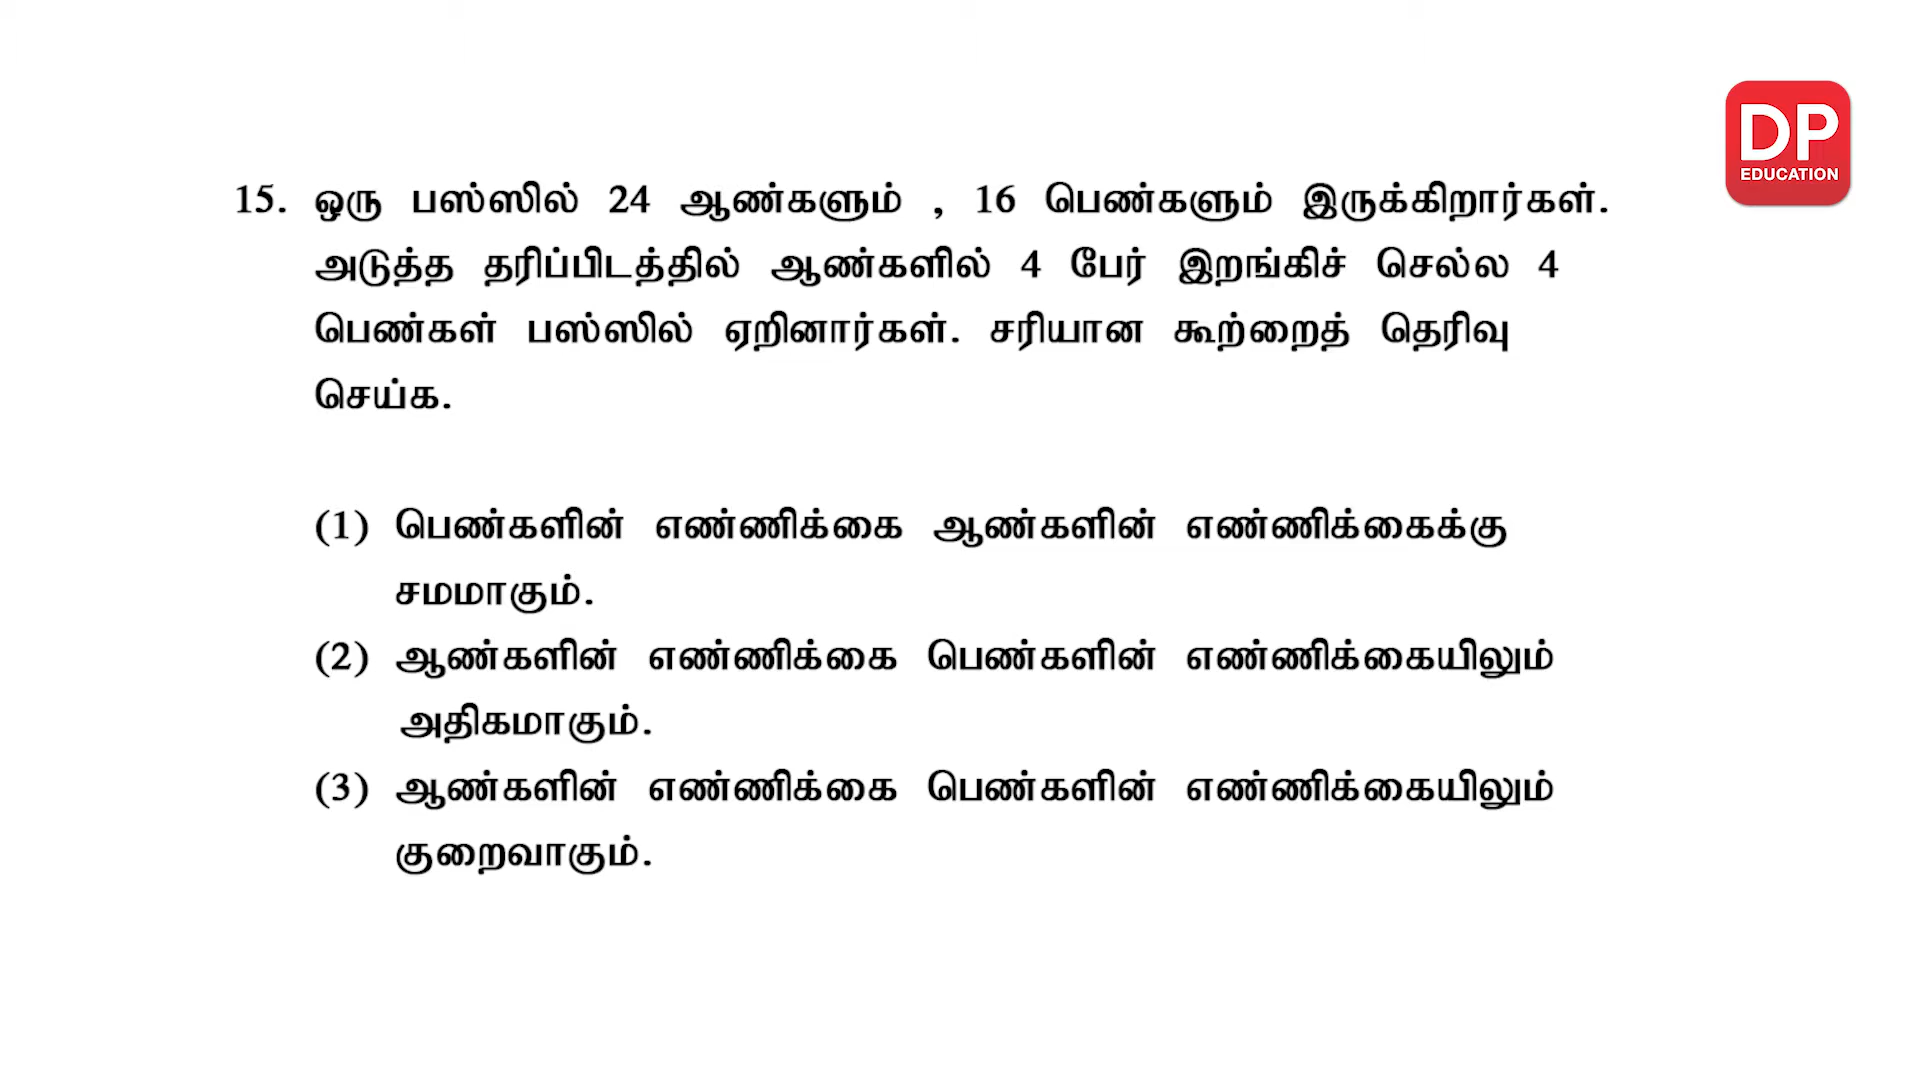 DP
EDUCATION
15. ஒரு பஸ்ஸில் 24 ஆண்களும் , 16 பெண்களும் இருக்கிறார்கள்.
அடுத்த தரிப்பிடத்தில் ஆண்களில் 4 பேர் இறங்கிச் செல்ல 4
பெண்கள் பஸ்ஸில் ஏறினார்கள். சரியான கூற்றைத் தெரிவு
செய்க.
(1) பெண்களின் எண்ணிக்கை ஆண்களின் எண்ணிக்கைக்கு
சமமாகும்.
(2) ஆண்களின் எண்ணிக்கை பெண்களின் எண்ணிக்கையிலும்
அதிகமாகும்.
(3) ஆண்களின் எண்ணிக்கை பெண்களின் எண்ணிக்கையிலும்
குறைவாகும்.